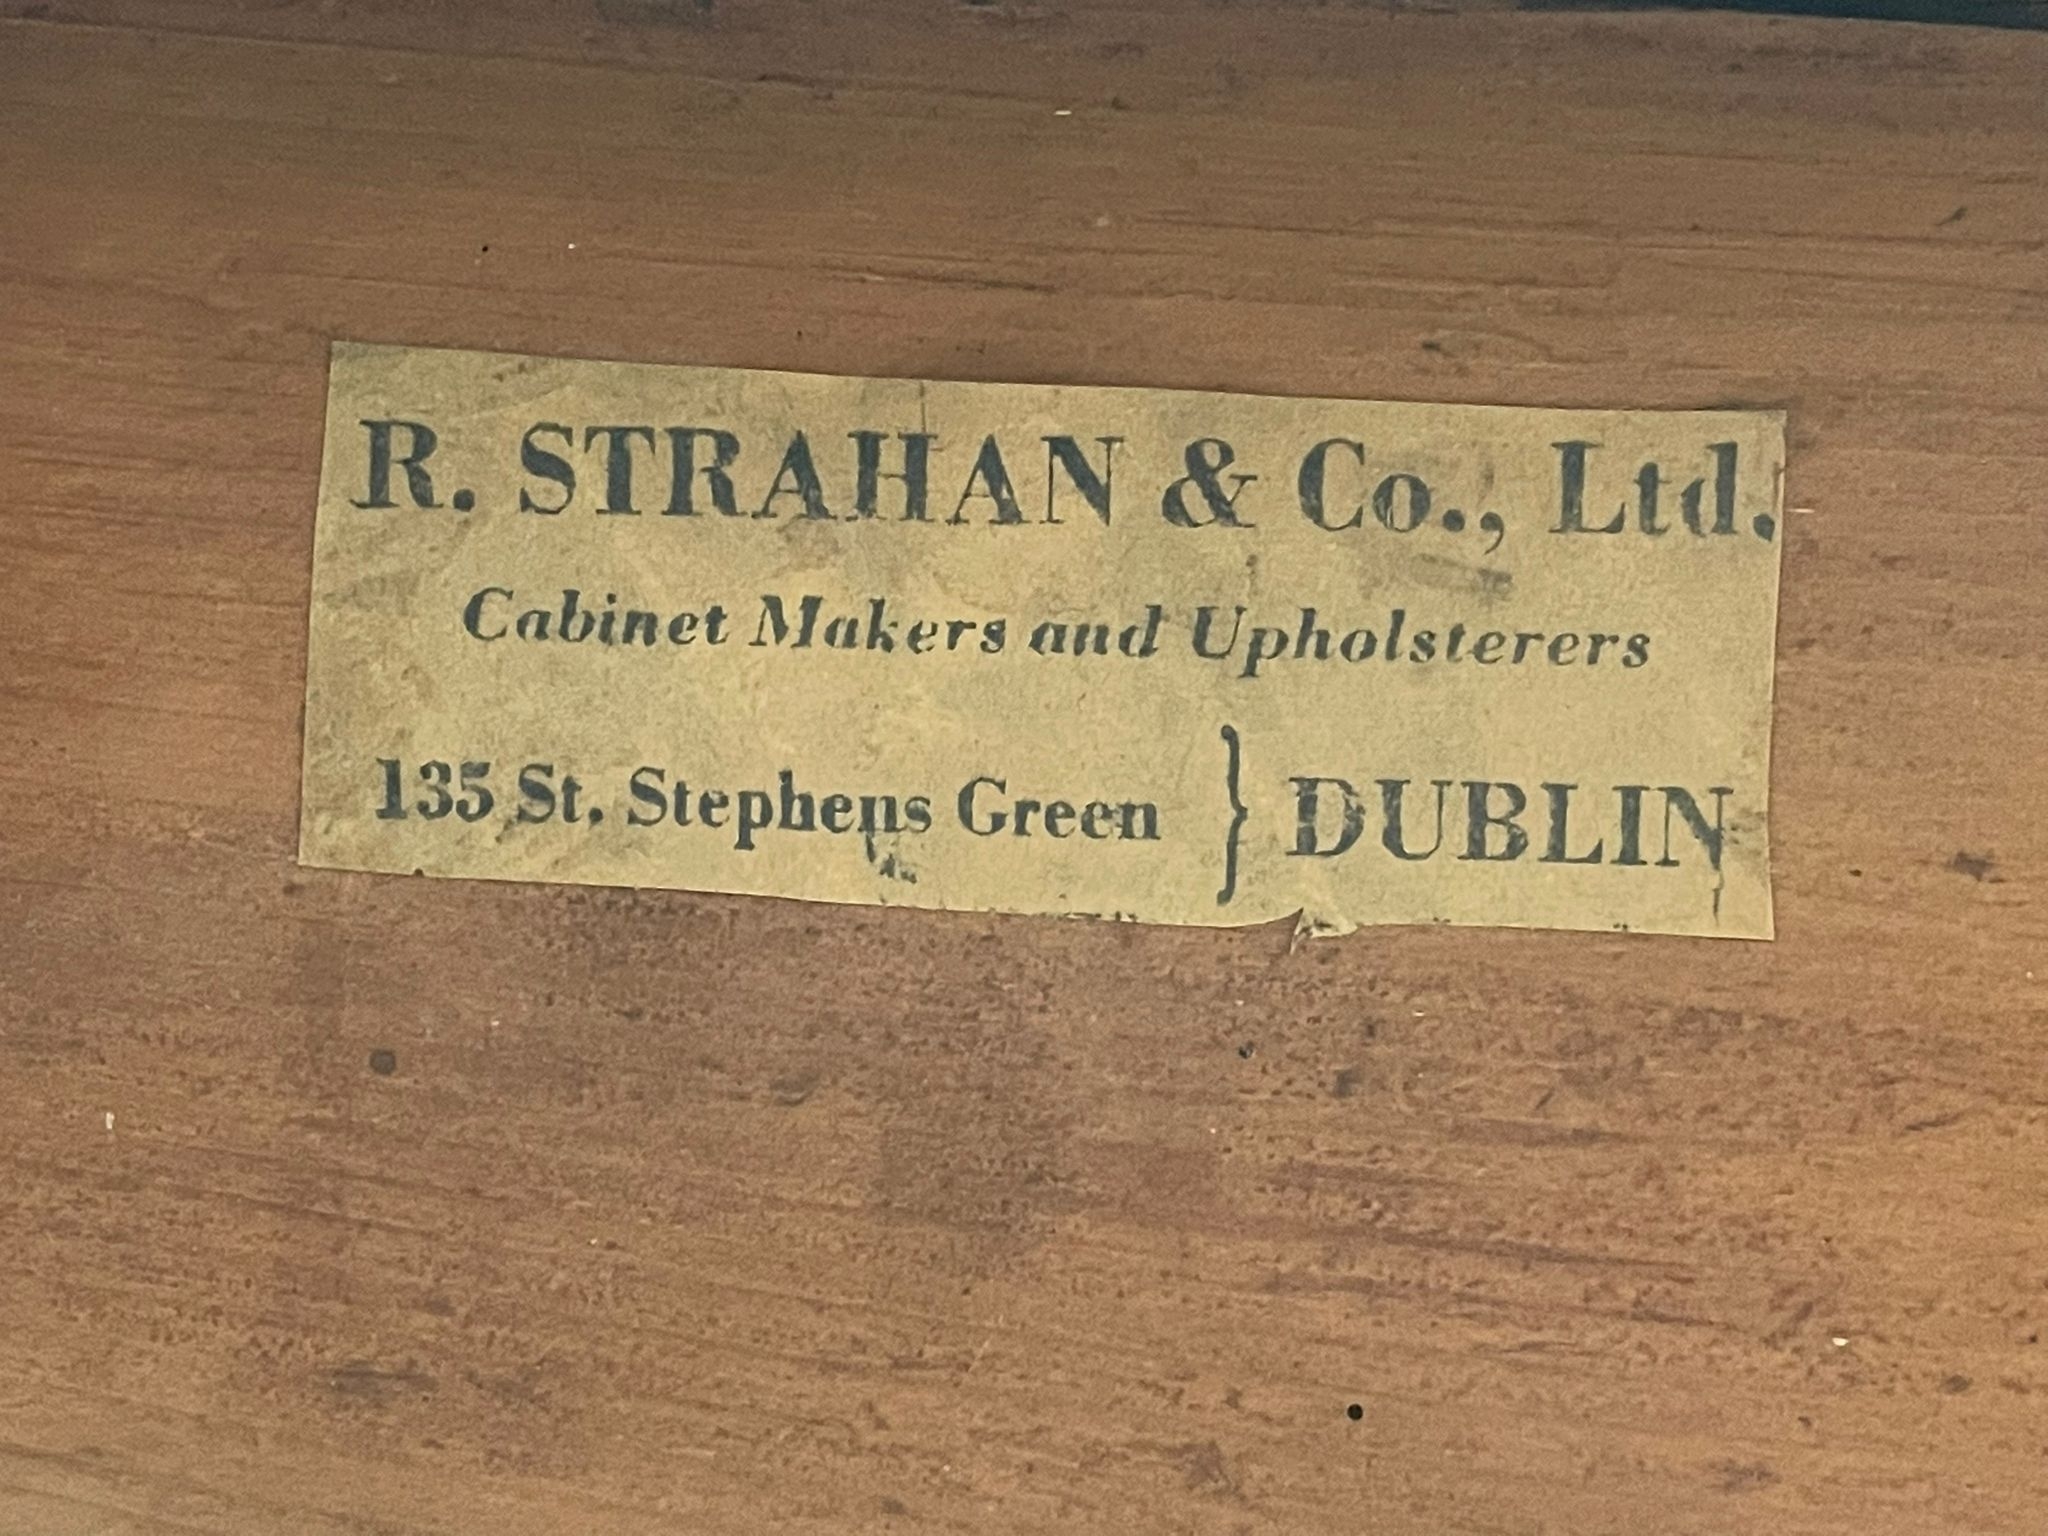 R. STRAHAN & Co., Ltd.
Cabinet Makers and Upholsterers
135 St. Stephens Green } DUBLIN